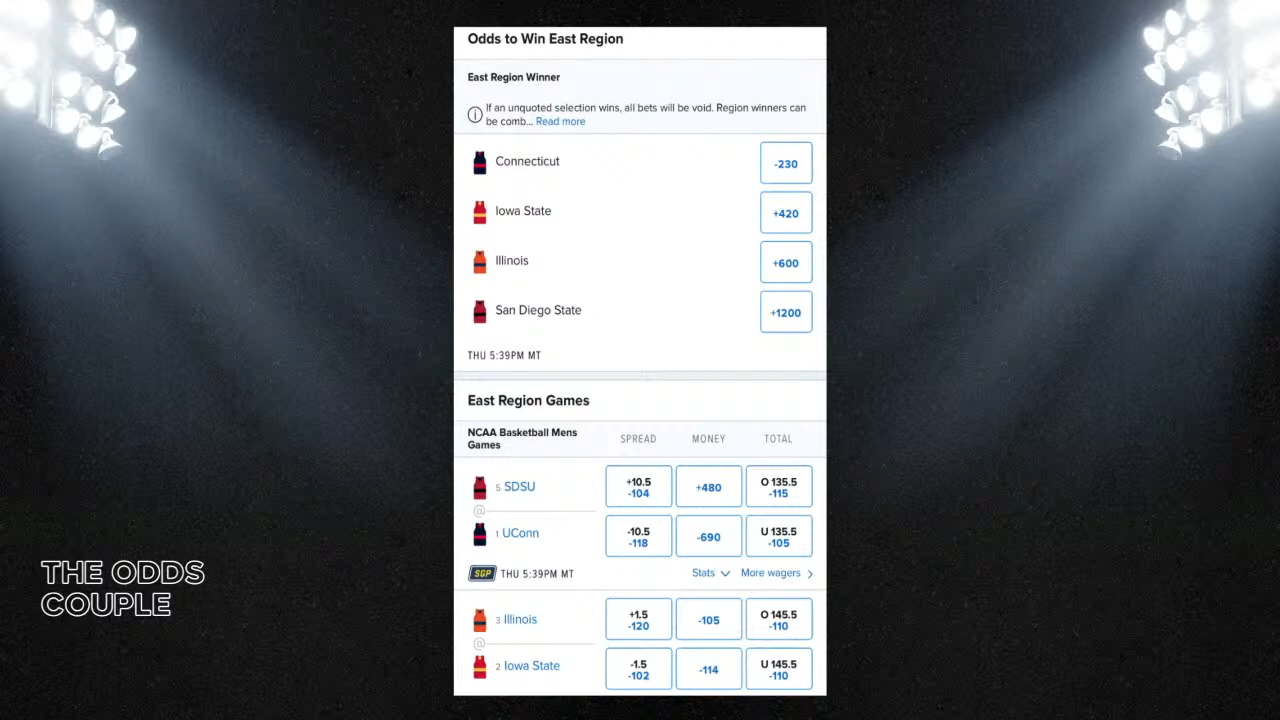 Odds to Win East Region
East Region Winner
If an unquoted selection wins, all bets will be void. Region winners can
be comb... Read more
Connecticut
-230
Iowa State
+420
Illinois
+600
San Diego State
+1200
THU 5:39PM MT
East Region Games
NCAA Basketball Mens
Games
SPREAD MONEY TOTAL
5 SDSU
+10.5
-104
+480
O 135.5
-115
@
1 UConn
-10.5
-118
-690
U 135.5
-105
SGP THU 5:39PM MT
Stats More wagers
3 Illinois
+1.5
-120
-105
O 145.5
-110
@
2 Iowa State
-1.5
-102
-114
U 145.5
-110
THE ODDS
COUPLE